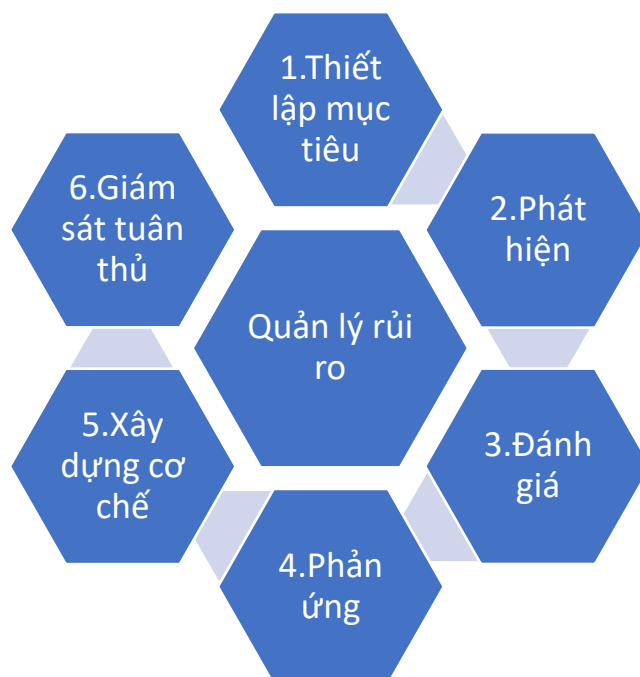 1.Thiết
lập mục
tiêu
2.Phát
hiện
3.Đánh
giá
4.Phản
ứng
5.Xây
dựng cơ
chế
6.Giám
sát tuân
thủ
Quản lý rủi
ro